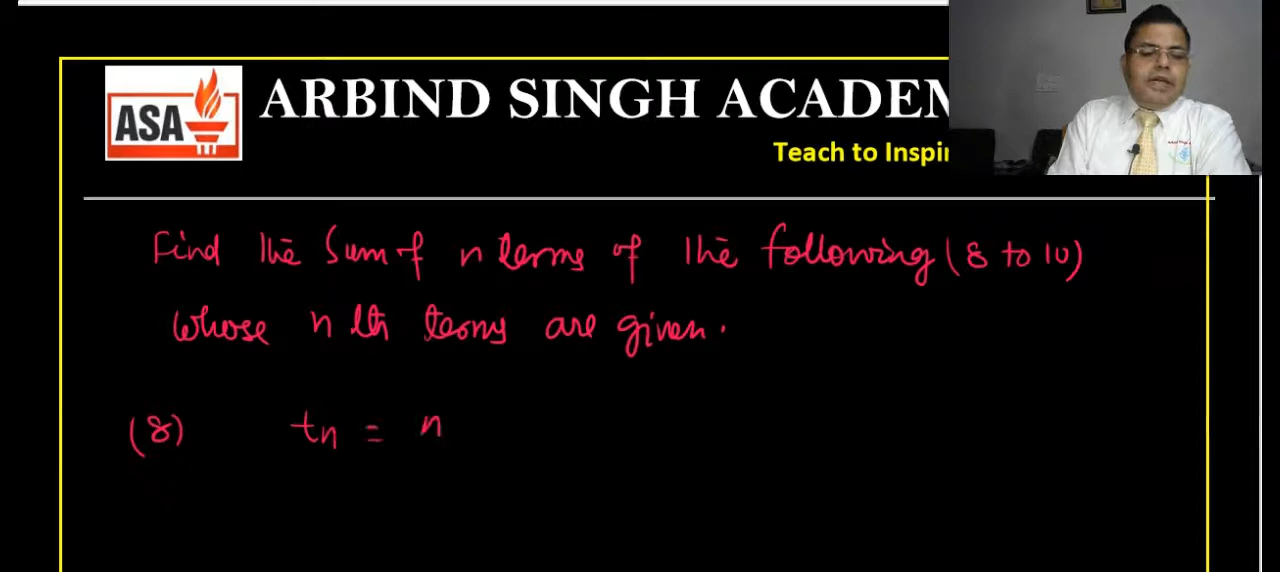 ASA
ARBIND SINGH ACADEM
Teach to Inspi
Find the Sum of n terms of the following (8 to 10)
whose n th terms are given.
(8) tn = n